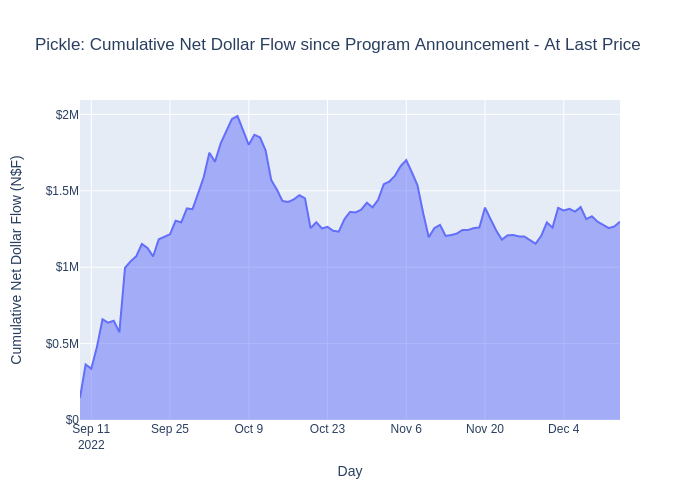 Pickle: Cumulative Net Dollar Flow since Program Announcement - At Last Price
Cumulative Net Dollar Flow (N$F)
$2M
$1.5M
$1M
$0.5M
$0
Sep 11
2022
Sep 25
Oct 9
Oct 23
Nov 6
Nov 20
Dec 4
Day